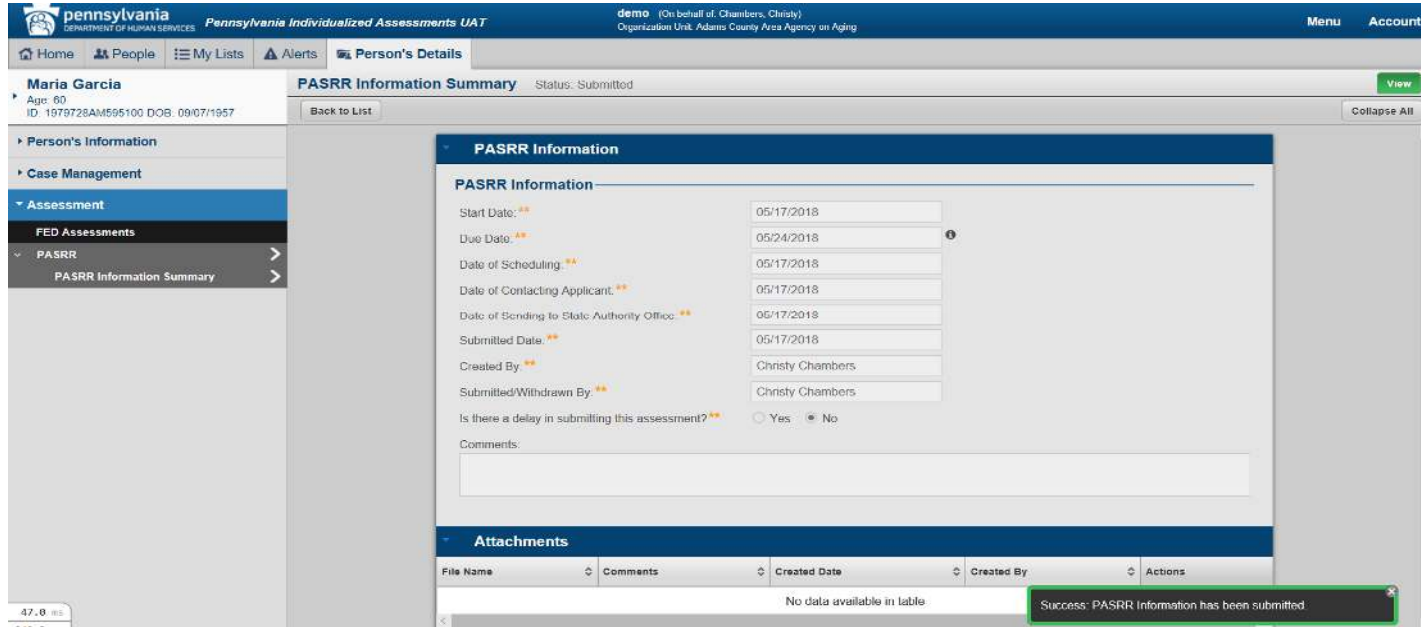 pennsylvania
DEPARTMENT OF HUMAN SERVICES
Pennsylvania Individualized Assessments UAT
demo (On behalf of: Chambers, Christy)
Organization Unit: Adams County Area Agency on Aging
Menu Account
Home People My Lists Alerts Person's Details
Maria Garcia
Age: 60
ID: 1979728AM595100 DOB: 09/07/1957
PASRR Information Summary Status: Submitted
View
Back to List
Collapse All
Person's Information
Case Management
Assessment
FED Assessments
PASRR
PASRR Information Summary
PASRR Information
PASRR Information
Start Date:** 05/17/2018
Due Date:** 05/24/2018
Date of Scheduling:** 05/17/2018
Date of Contacting Applicant:** 05/17/2018
Date of Sending to State Authority Office:** 05/17/2018
Submitted Date:** 05/17/2018
Created By:** Christy Chambers
Submitted/Withdrawn By:** Christy Chambers
Is there a delay in submitting this assessment?** Yes No
Comments:
Attachments
File Name Comments Created Date Created By Actions
No data available in table
Success: PASRR Information has been submitted.
47.0 ms